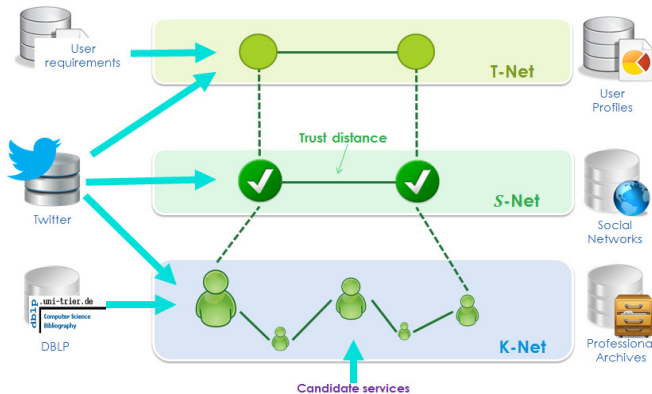 User
requirements
T-Net
User
Profiles
Trust distance
Twitter
S-Net
Social
Networks
dblp
.uni-trier.de
Computer Science
Bibliography
DBLP
K-Net
Professional
Archives
Candidate services